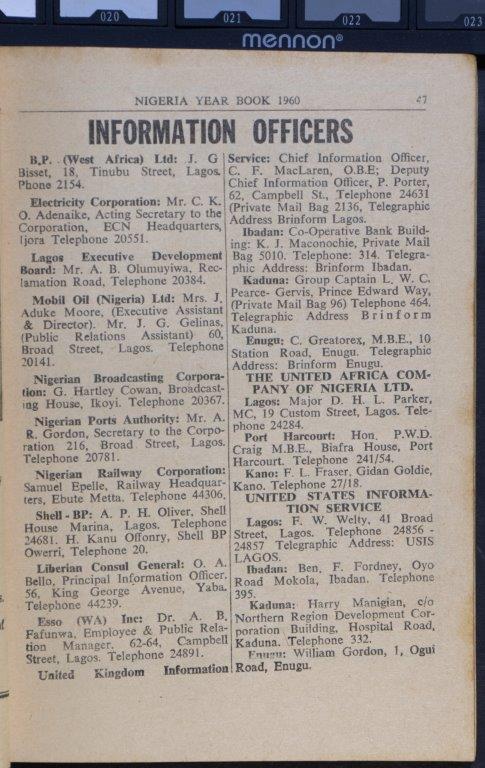 020
021
022
023
mennon®
NIGERIA YEAR BOOK 1960
47
INFORMATION OFFICERS
B.P. (West Africa) Ltd: J. G
Bisset, 18, Tinubu Street, Lagos.
Phone 2154.
Electricity Corporation: Mr. C. K.
O. Adenaike, Acting Secretary to the
Corporation, ECN Headquarters,
Ijora Telephone 20551.
Lagos Executive Development
Board: Mr. A. B. Olumuyiwa, Rec-
lamation Road, Telephone 20384.
Mobil Oil (Nigeria) Ltd: Mrs. J.
Aduke Moore, (Executive Assistant
& Director). Mr. J. G. Gelinas,
(Public Relations Assistant) 60,
Broad Street, Lagos. Telephone
20141.
Nigerian Broadcasting Corpora-
tion: G. Hartley Cowan, Broadcast-
ing House, Ikoyi. Telephone 20367.
Nigerian Ports Authority: Mr. A.
R. Gordon, Secretary to the Corpo-
ration 216, Broad Street, Lagos.
Telephone 20781.
Nigerian Railway Corporation:
Samuel Epelle, Railway Headquar-
ters, Ebute Metta. Telephone 44306.
Shell-BP: A. P. H. Oliver, Shell
House Marina, Lagos. Telephone
24681. H. Kanu Offonry, Shell BP
Owerri, Telephone 20.
Liberian Consul General: O. A.
Bello, Principal Information Officer,
56, King George Avenue, Yaba,
Telephone 44239.
Esso (WA) Inc: Dr. A. B.
Fafunwa, Employee & Public Rela-
tion Manager, 62-64, Campbell
Street, Lagos. Telephone 24891.
United Kingdom Information
Service: Chief Information Officer,
C. F. MacLaren, O.B.E; Deputy
Chief Information Officer, P. Porter,
62, Campbell St., Telephone 24631
(Private Mail Bag 2136, Telegraphic
Address Brinform Lagos.
Ibadan: Co-Operative Bank Build-
ing: K. J. Maconochie, Private Mail
Bag 5010. Telephone: 314. Telegra-
phic Address: Brinform Ibadan.
Kaduna: Group Captain L, W. C.
Pearce- Gervis, Prince Edward Way,
(Private Mail Bag 96) Telephone 464.
Telegraphic Address Brinform
Kaduna.
Enugu; C. Greatorex, M.B.E., 10
Station Road, Enugu. Telegraphic
Address: Brinform Enugu.
THE UNITED AFRICA COM-
PANY OF NIGERIA LTD.
Lagos: Major D. H. L. Parker,
MC, 19 Custom Street, Lagos. Tele-
phone 24284.
Port Harcourt: Hon. P.W.D.
Craig M.B.E., Biafra House, Port
Harcourt. Telephone 241/54.
Kano: F. L. Fraser, Gidan Goldie,
Kano. Telephone 27/18.
UNITED STATES INFORMA-
TION SERVICE
Lagos: F. W. Welty, 41 Broad
Street, Lagos. Telephone 24856 -
24857 Telegraphic Address: USIS
LAGOS.
Ibadan: Ben, F. Fordney, Oyo
Road Mokola, Ibadan. Telephone
395.
Kaduna: Harry Manigian, c/o
Northern Region Development Cor-
poration Building, Hospital Road,
Kaduna. Telephone 332.
Enugu: William Gordon, 1, Ogui
Road, Enugu.